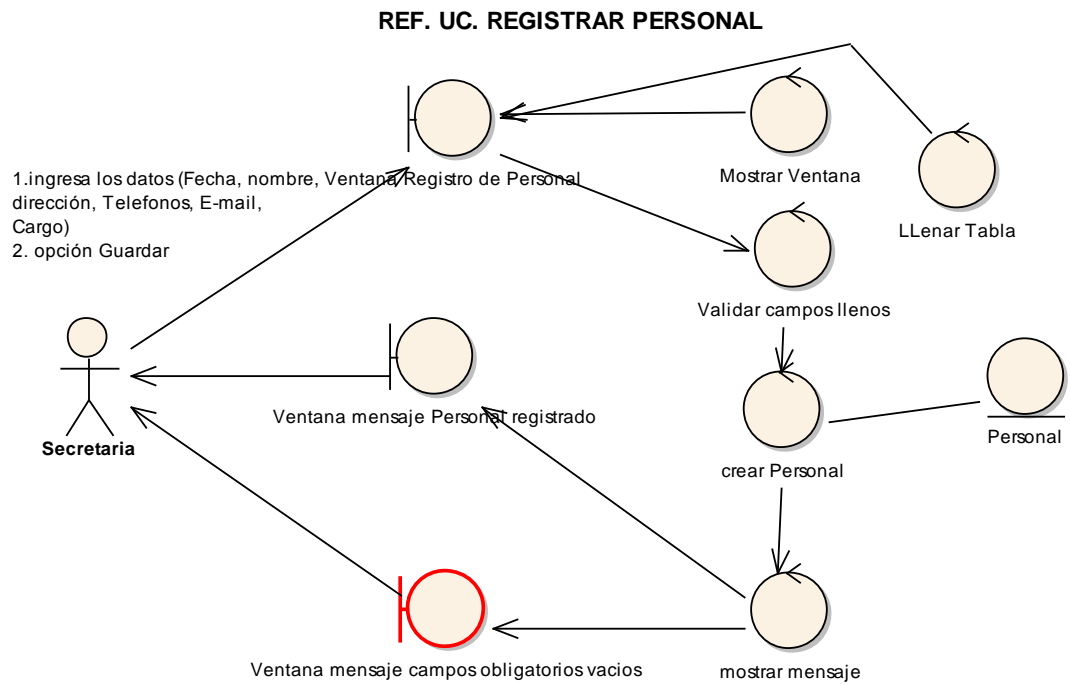 REF. UC. REGISTRAR PERSONAL
1.ingresa los datos (Fecha, nombre,
dirección, Telefonos, E-mail,
Cargo)
2. opción Guardar
Ventana Registro de Personal
Mostrar Ventana
LLenar Tabla
Validar campos llenos
Secretaria
Ventana mensaje Personal registrado
crear Personal
Personal
Ventana mensaje campos obligatorios vacios
mostrar mensaje